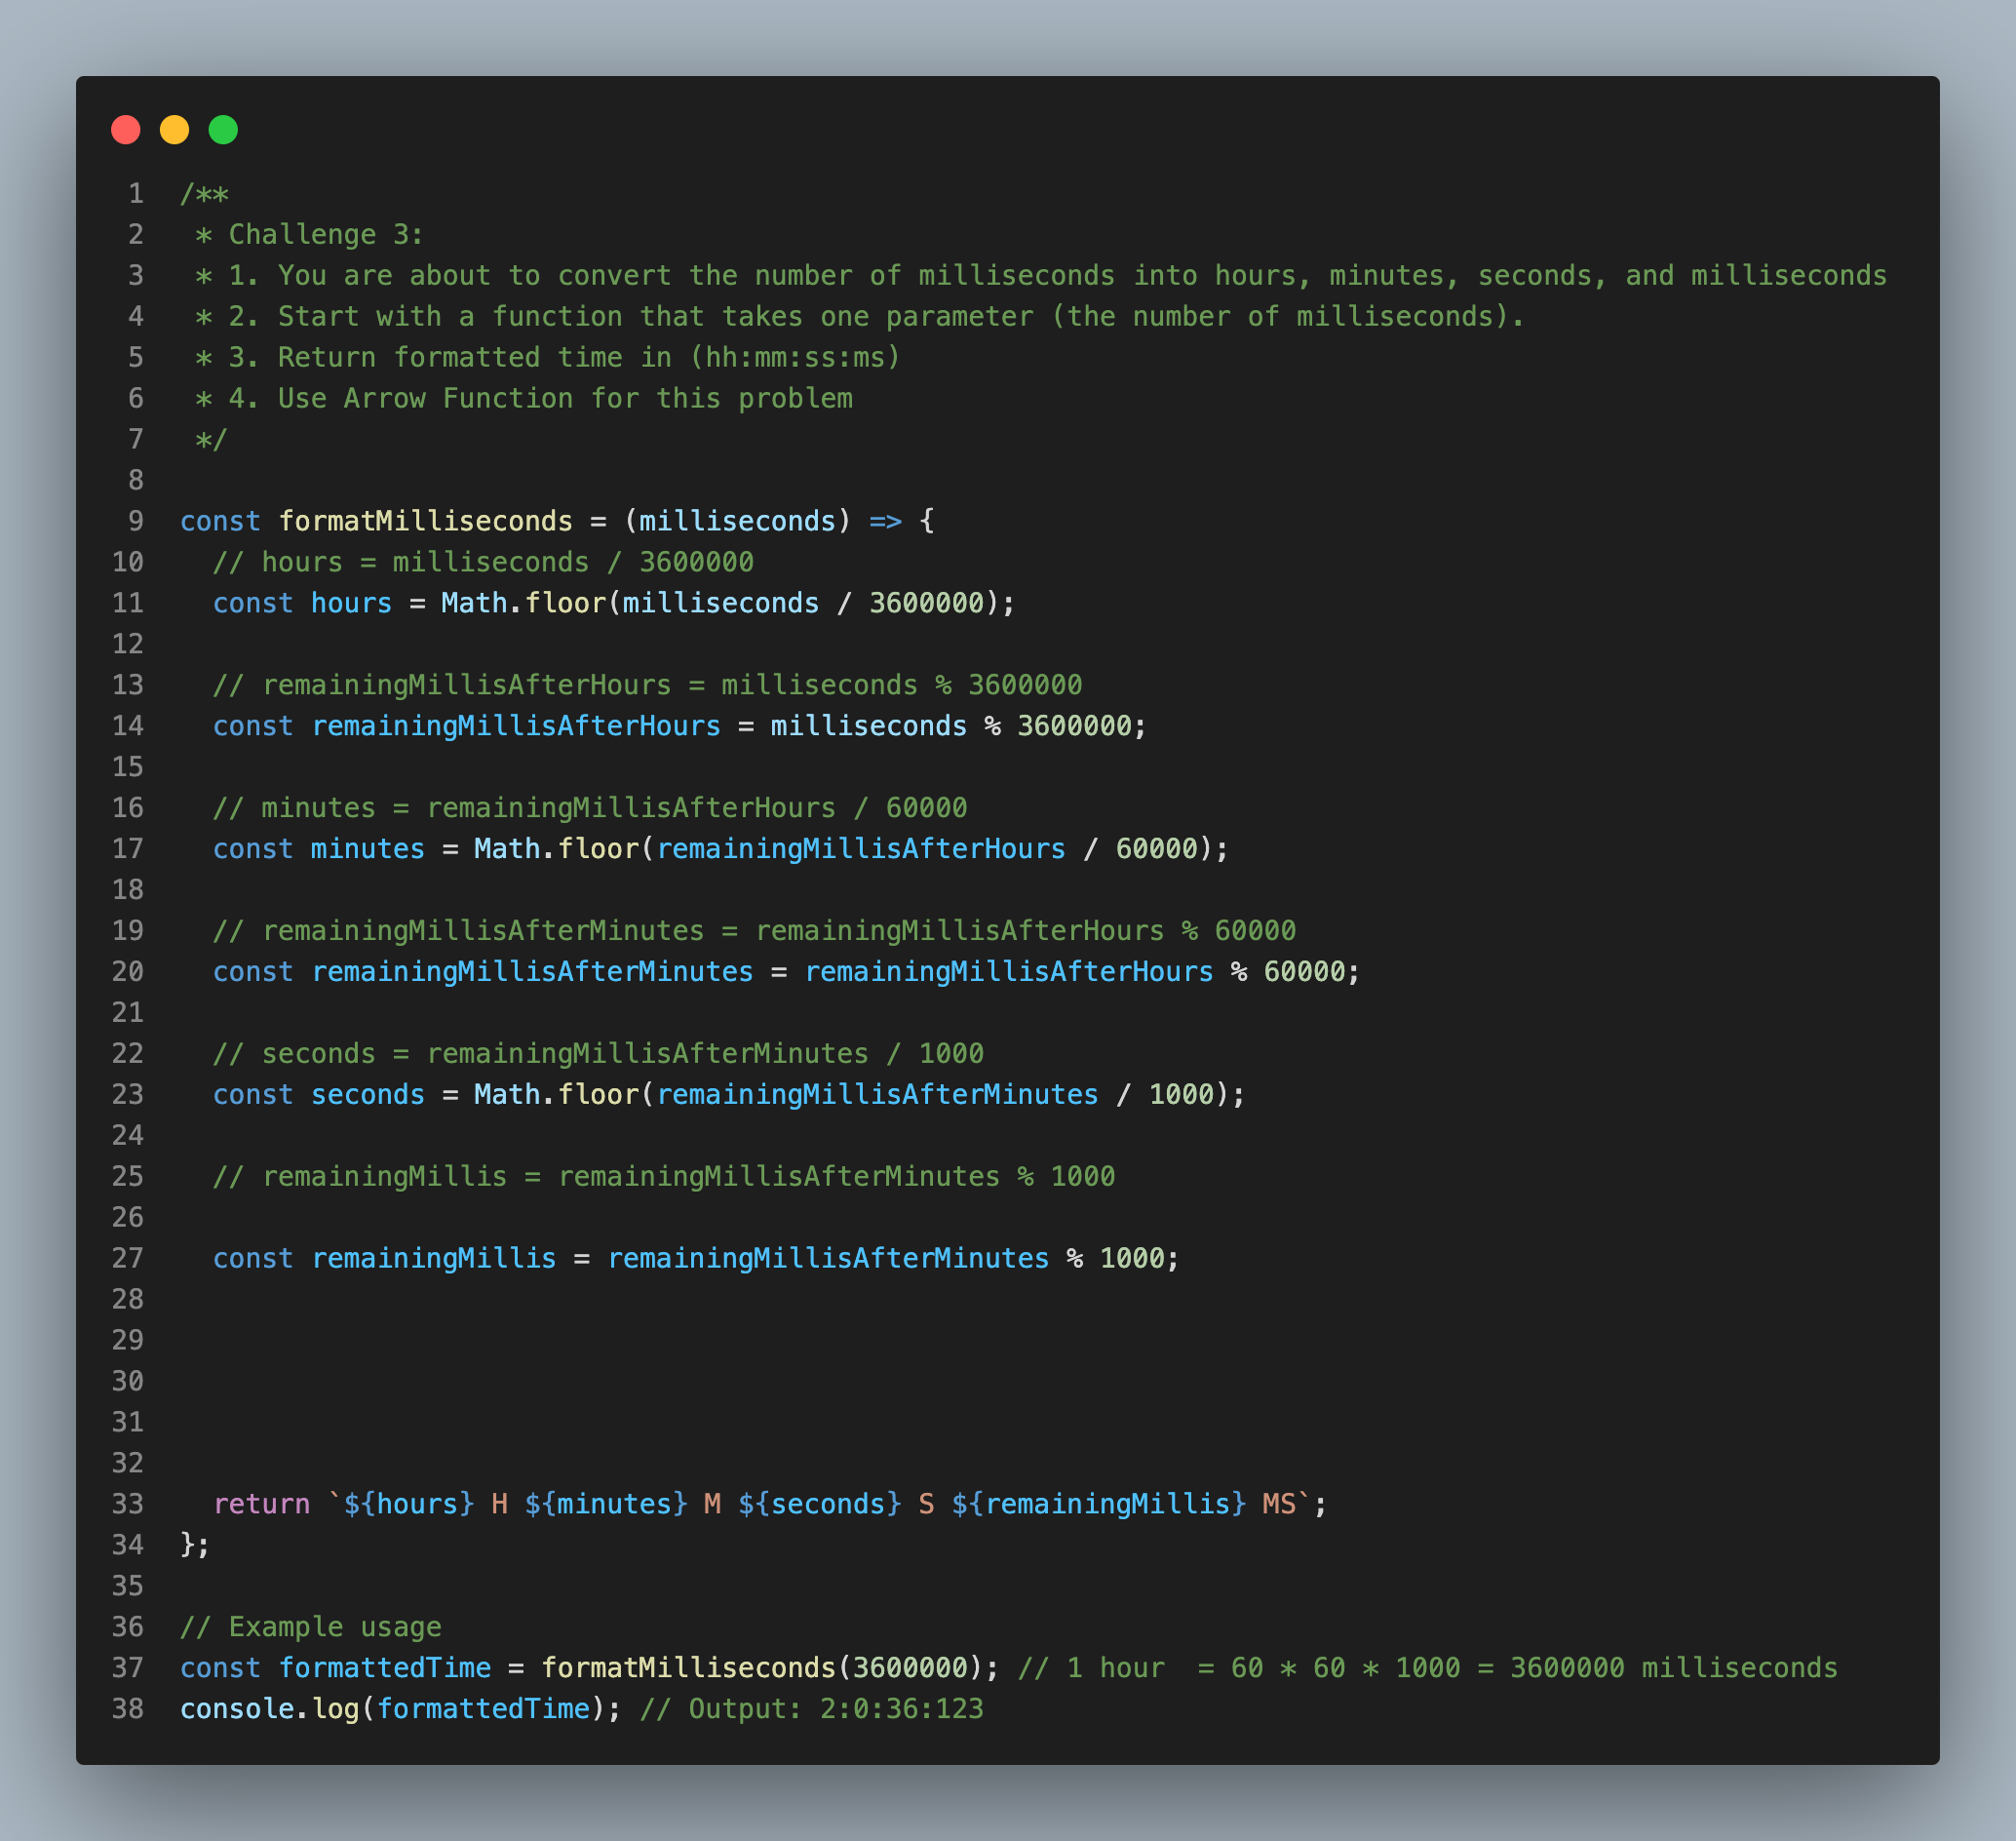 1 /**
2  * Challenge 3:
3  * 1. You are about to convert the number of milliseconds into hours, minutes, seconds, and milliseconds
4  * 2. Start with a function that takes one parameter (the number of milliseconds).
5  * 3. Return formatted time in (hh:mm:ss:ms)
6  * 4. Use Arrow Function for this problem
7  */
8
9 const formatMilliseconds = (milliseconds) => {
10   // hours = milliseconds / 3600000
11   const hours = Math.floor(milliseconds / 3600000);
12
13   // remainingMillisAfterHours = milliseconds % 3600000
14   const remainingMillisAfterHours = milliseconds % 3600000;
15
16   // minutes = remainingMillisAfterHours / 60000
17   const minutes = Math.floor(remainingMillisAfterHours / 60000);
18
19   // remainingMillisAfterMinutes = remainingMillisAfterHours % 60000
20   const remainingMillisAfterMinutes = remainingMillisAfterHours % 60000;
21
22   // seconds = remainingMillisAfterMinutes / 1000
23   const seconds = Math.floor(remainingMillisAfterMinutes / 1000);
24
25   // remainingMillis = remainingMillisAfterMinutes % 1000
26
27   const remainingMillis = remainingMillisAfterMinutes % 1000;
28
29
30
31
32
33   return `${hours} H ${minutes} M ${seconds} S ${remainingMillis} MS`;
34 };
35
36 // Example usage
37 const formattedTime = formatMilliseconds(3600000); // 1 hour  = 60 * 60 * 1000 = 3600000 milliseconds
38 console.log(formattedTime); // Output: 2:0:36:123